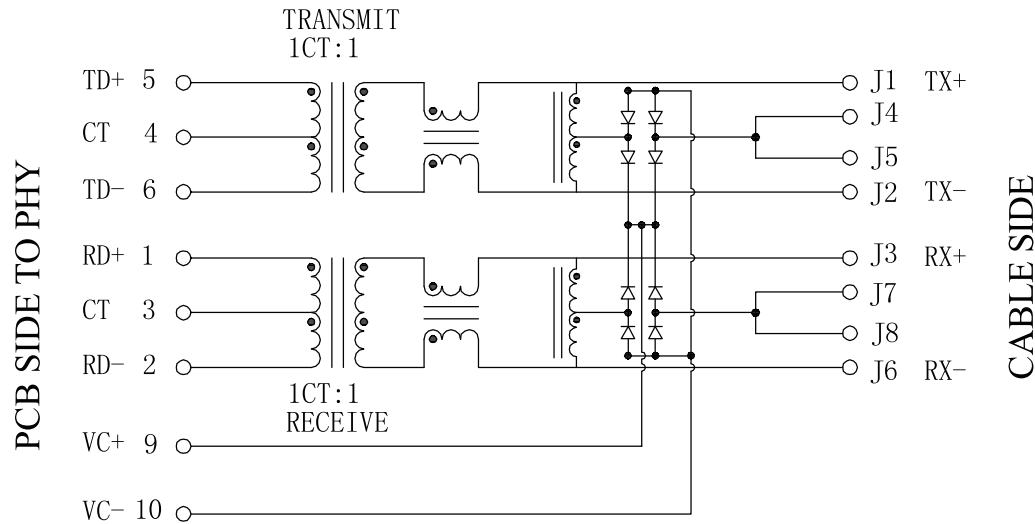 TRANSMIT
1CT:1
TD+ 5
CT 4
TD- 6
RD+ 1
CT 3
RD- 2
1CT:1
RECEIVE
VC+ 9
VC- 10
J1 TX+
J4
J5
J2 TX-
J3 RX+
J7
J8
J6 RX-
PCB SIDE TO PHY
CABLE SIDE